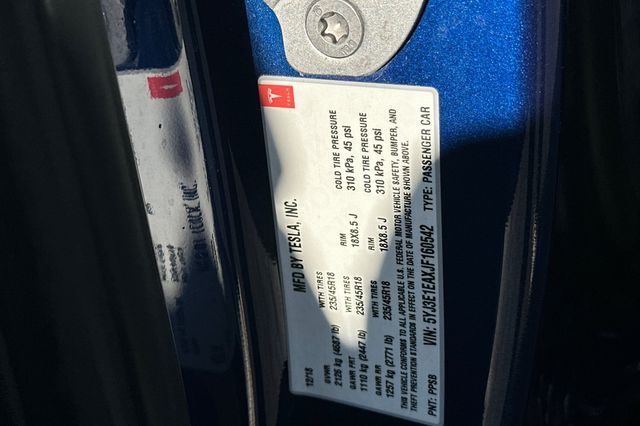 TESLA
MFD BY TESLA, INC.
12/18
GVWR
2126 kg (4687 lb)
GAWR FRT
1110 kg (2447 lb)
WITH TIRES
235/45R18
RIM
18X8.5 J
COLD TIRE PRESSURE
310 kPa, 45 psi
GAWR RR
1257 kg (2771 lb)
WITH TIRES
235/45R18
RIM
18X8.5 J
COLD TIRE PRESSURE
310 kPa, 45 psi
WITH TIRES
235/45R18
THIS VEHICLE CONFORMS TO ALL APPLICABLE U.S. FEDERAL MOTOR VEHICLE SAFETY, BUMPER, AND
THEFT PREVENTION STANDARDS IN EFFECT ON THE DATE OF MANUFACTURE SHOWN ABOVE.
VIN: 5YJ3E1EAXJF160542
TYPE: PASSENGER CAR
PNT: PPSB